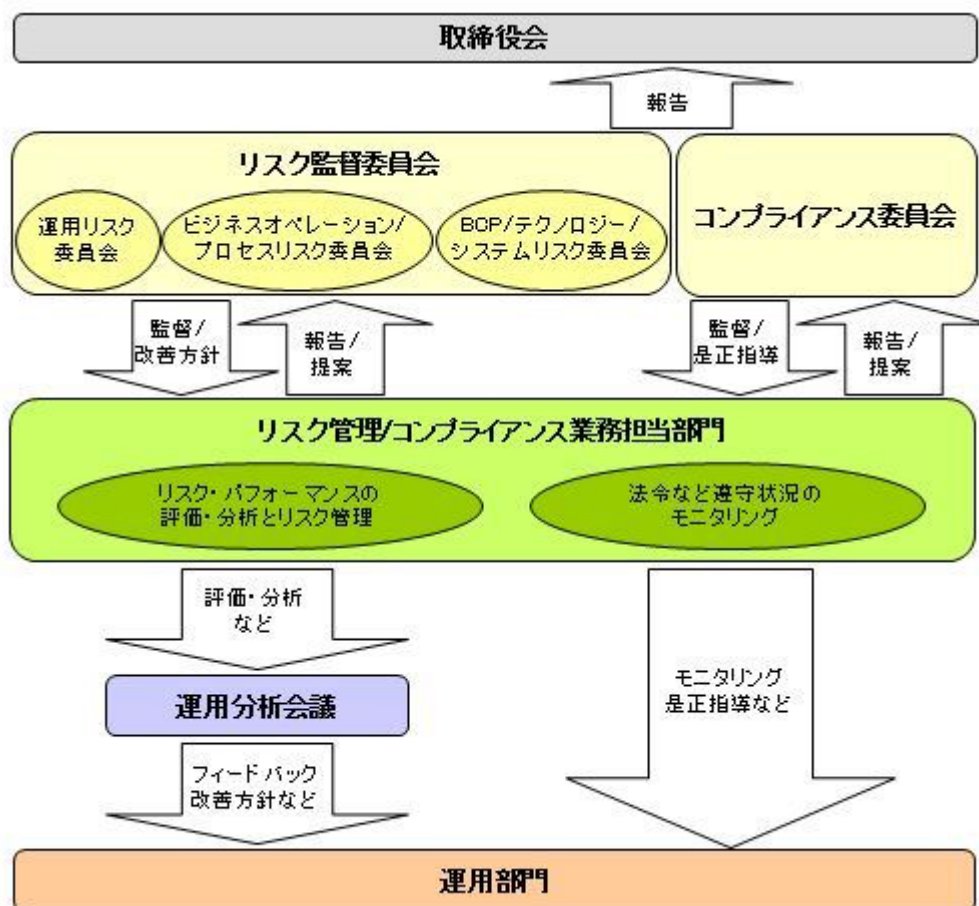 取締役会
報告
リスク監督委員会
運用リスク
委員会
ビジネスオペレーション/
プロセスリスク委員会
BCP/テクノロジー/
システムリスク委員会
コンプライアンス委員会
監督/
改善方針
報告/
提案
監督/
是正指導
報告/
提案
リスク管理/コンプライアンス業務担当部門
リスク・パフォーマンスの
評価・分析とリスク管理
法令など遵守状況の
モニタリング
評価・分析
など
運用分析会議
フィードバック
改善方針など
モニタリング
是正指導など
運用部門